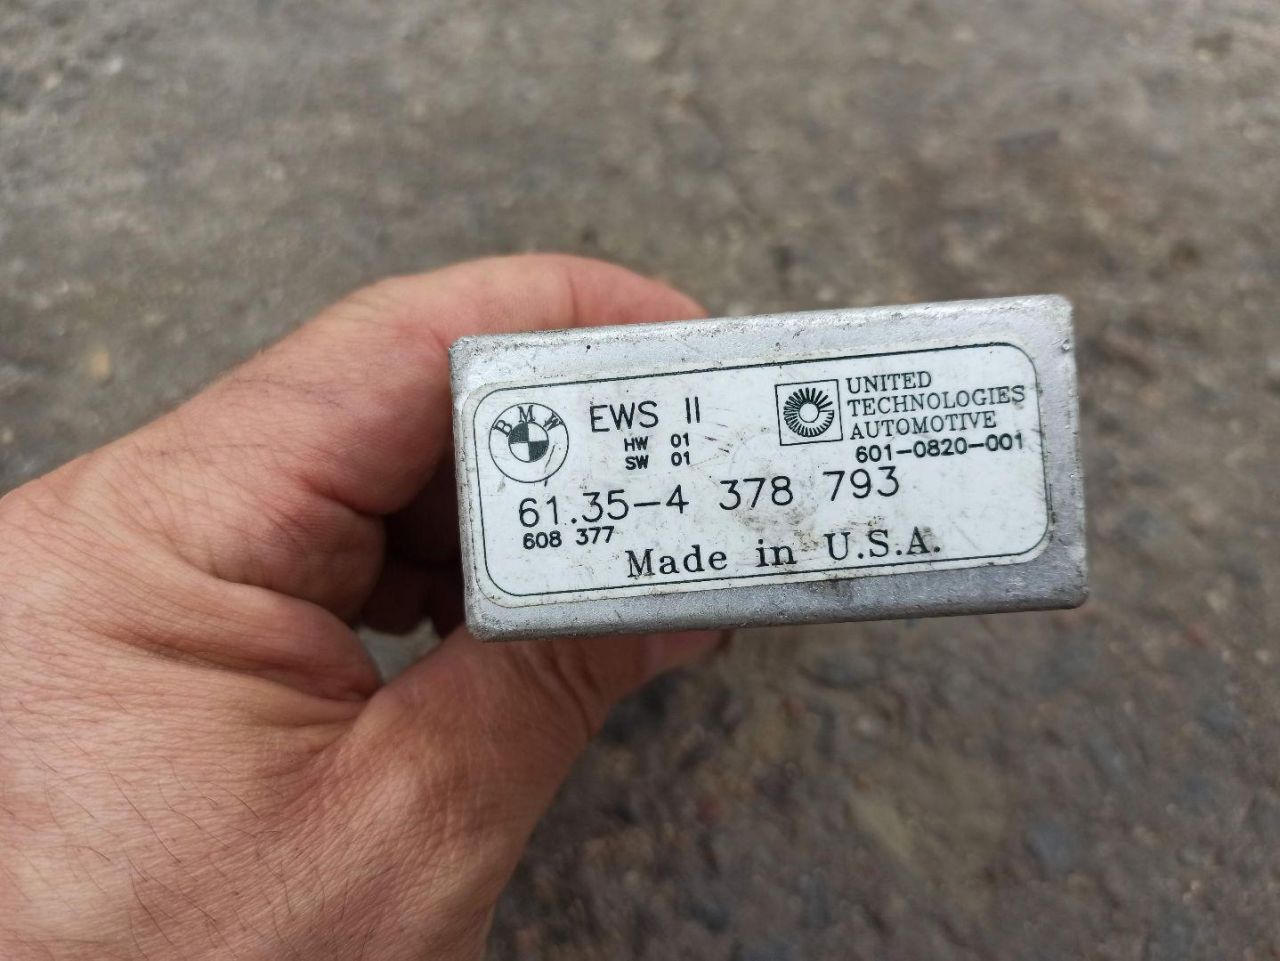 BMW
EWS II
HW 01
SW 01
UNITED
TECHNOLOGIES
AUTOMOTIVE
601-0820-001
61.35-4 378 793
608 377
Made in U.S.A.